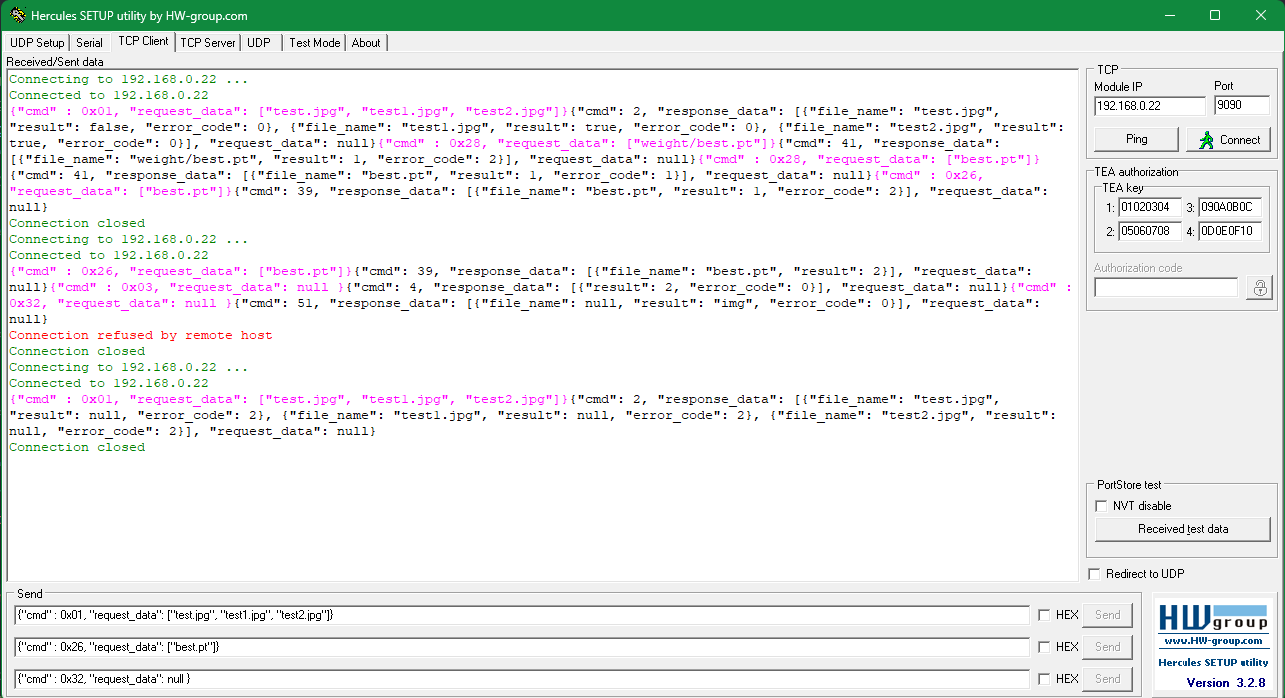 Hercules SETUP utility by HW-group.com
UDP Setup
Serial
TCP Client
TCP Server
UDP
Test Mode
About
Received/Sent data
Connecting to 192.168.0.22 ...
Connected to 192.168.0.22
{"cmd" : 0x01, "request_data": ["test.jpg", "test1.jpg", "test2.jpg"]}{"cmd": 2, "response_data": [{"file_name": "test.jpg",
"result": false, "error_code": 0}, {"file_name": "test1.jpg", "result": true, "error_code": 0}, {"file_name": "test2.jpg", "result":
true, "error_code": 0}], "request_data": null}{"cmd" : 0x28, "request_data": ["weight/best.pt"]}{"cmd": 41, "response_data":
[{"file_name": "weight/best.pt", "result": 1, "error_code": 2}], "request_data": null}{"cmd" : 0x28, "request_data": ["best.pt"]}
{"cmd": 41, "response_data": [{"file_name": "best.pt", "result": 1, "error_code": 1}], "request_data": null}{"cmd" : 0x26,
"request_data": ["best.pt"]}{"cmd": 39, "response_data": [{"file_name": "best.pt", "result": 1, "error_code": 2}], "request_data":
null}
Connection closed
Connecting to 192.168.0.22 ...
Connected to 192.168.0.22
{"cmd" : 0x26, "request_data": ["best.pt"]}{"cmd": 39, "response_data": [{"file_name": "best.pt", "result": 2}], "request_data":
null}{"cmd" : 0x03, "request_data": null }{"cmd": 4, "response_data": [{"result": 2, "error_code": 0}], "request_data": null}{"cmd" :
0x32, "request_data": null }{"cmd": 51, "response_data": [{"file_name": null, "result": "img", "error_code": 0}], "request_data":
null}
Connection refused by remote host
Connection closed
Connecting to 192.168.0.22 ...
Connected to 192.168.0.22
{"cmd" : 0x01, "request_data": ["test.jpg", "test1.jpg", "test2.jpg"]}{"cmd": 2, "response_data": [{"file_name": "test.jpg",
"result": null, "error_code": 2}, {"file_name": "test1.jpg", "result": null, "error_code": 2}, {"file_name": "test2.jpg", "result":
null, "error_code": 2}], "request_data": null}
Connection closed
TCP
Module IP
Port
192.168.0.22
9090
Ping
Connect
TEA authorization
TEA key
1: 01020304 3: 090A0B0C
2: 05060708 4: 0D0E0F10
Authorization code
PortStore test
NVT disable
Received test data
Redirect to UDP
Send
{"cmd" : 0x01, "request_data": ["test.jpg", "test1.jpg", "test2.jpg"]}
HEX
Send
{"cmd" : 0x26, "request_data": ["best.pt"]}
HEX
Send
{"cmd" : 0x32, "request_data": null }
HEX
Send
HWgroup
www.HW-group.com
Hercules SETUP utility
Version 3.2.8